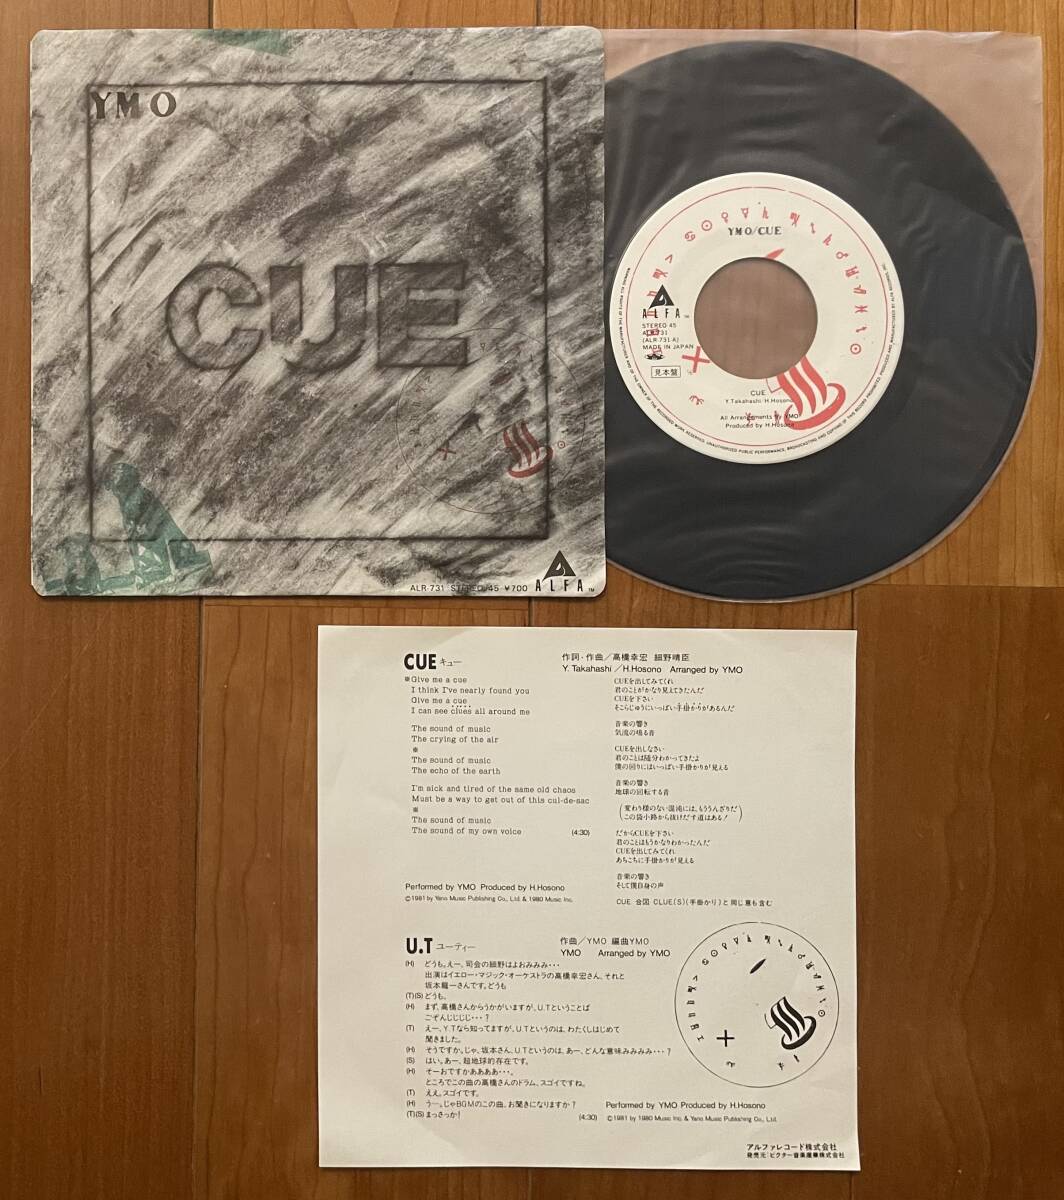 YMO
CUE
ALR-731 STEREO/45 ¥700
ALFA TM
YMO/CUE
ALFA TM
STEREO 45
ALR-731
(ALR-731-A)
MADE IN JAPAN
見本盤
CUE
Y.Takahashi H.Hosono
All Arrangements by YMO
Produced by H.Hosono
CUE キュー
作詞・作曲/高橋幸宏 細野晴臣
Y. Takahashi/H.Hosono Arranged by YMO
※Give me a cue
I think I've nearly found you
Give me a cue
I can see clues all around me
The sound of music
The crying of the air
※
The sound of music
The echo of the earth
I'm sick and tired of the same old chaos
Must be a way to get out of this cul-de-sac
※
The sound of music
The sound of my own voice (4:30)
CUEを出してみてくれ
君のことがかなり見えてきたんだ
CUEを下さい
そこらじゅうにいっぱい手掛かりがあるんだ
音楽の響き
気流の鳴る音
CUEを出しなさい
君のことは随分わかってきたよ
僕の回りにはいっぱい手掛かりが見える
音楽の響き
地球の回転する音
(変わり様のない混沌には、もううんざりだ
この袋小路から抜けだす道はある!)
だからCUEを下さい
君のことはもうかなりわかったんだ
CUEを出してみてくれ
あちこちに手掛かりが見える
音楽の響き
そして僕自身の声
CUE 合図 CLUE(S)(手掛かり)と同じ意も含む
Performed by YMO Produced by H.Hosono
©1981 by Yano Music Publishing Co., Ltd. & 1980 Music Inc.
U.T ユーティー
作曲/YMO 編曲YMO
YMO Arranged by YMO
(H) どうも。えー、司会の細野はよおみみみ・・・
出演はイエロー・マジック・オーケストラの高橋幸宏さん、それと
坂本龍一さんです。どうも
(T)(S)どうも。
(H) まず、高橋さんからうかがいますが、U.Tということば
ごぞんじじじじ・・・?
(T) えー、Y.Tなら知ってますが、U.Tというのは、わたくしはじめて
聞きました。
(H) そうですか。じゃ、坂本さん、U.Tというのは、あー、どんな意味みみみみ・・・?
(S) はい。あー、超地球的存在です。
(H) そーおですかああああ・・・。
ところでこの曲の高橋さんのドラム、スゴイですね。
(T) ええ。スゴイです。
(H) うー。じゃBGMのこの曲、お聞きになりますか?
(T)(S)まっさっか! (4:30)
Performed by YMO Produced by H.Hosono
©1981 by 1980 Music Inc. & Yano Music Publishing Co., Ltd.
アルファレコード株式会社
発売元:ビクター音楽産業株式会社